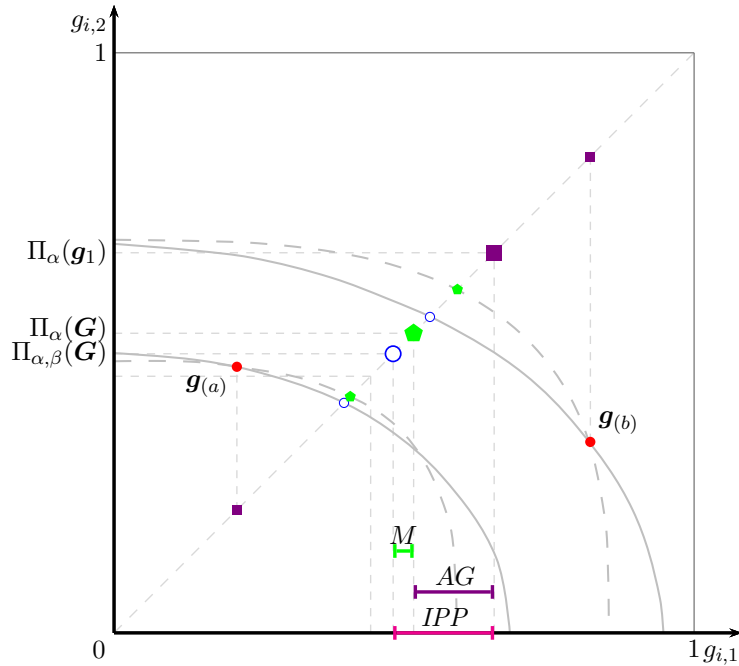 g_{i,2}
1
Π_α(g_1)
Π_α(G)
Π_{α,β}(G)
g_{(a)}
g_{(b)}
M
AG
IPP
0
1 g_{i,1}